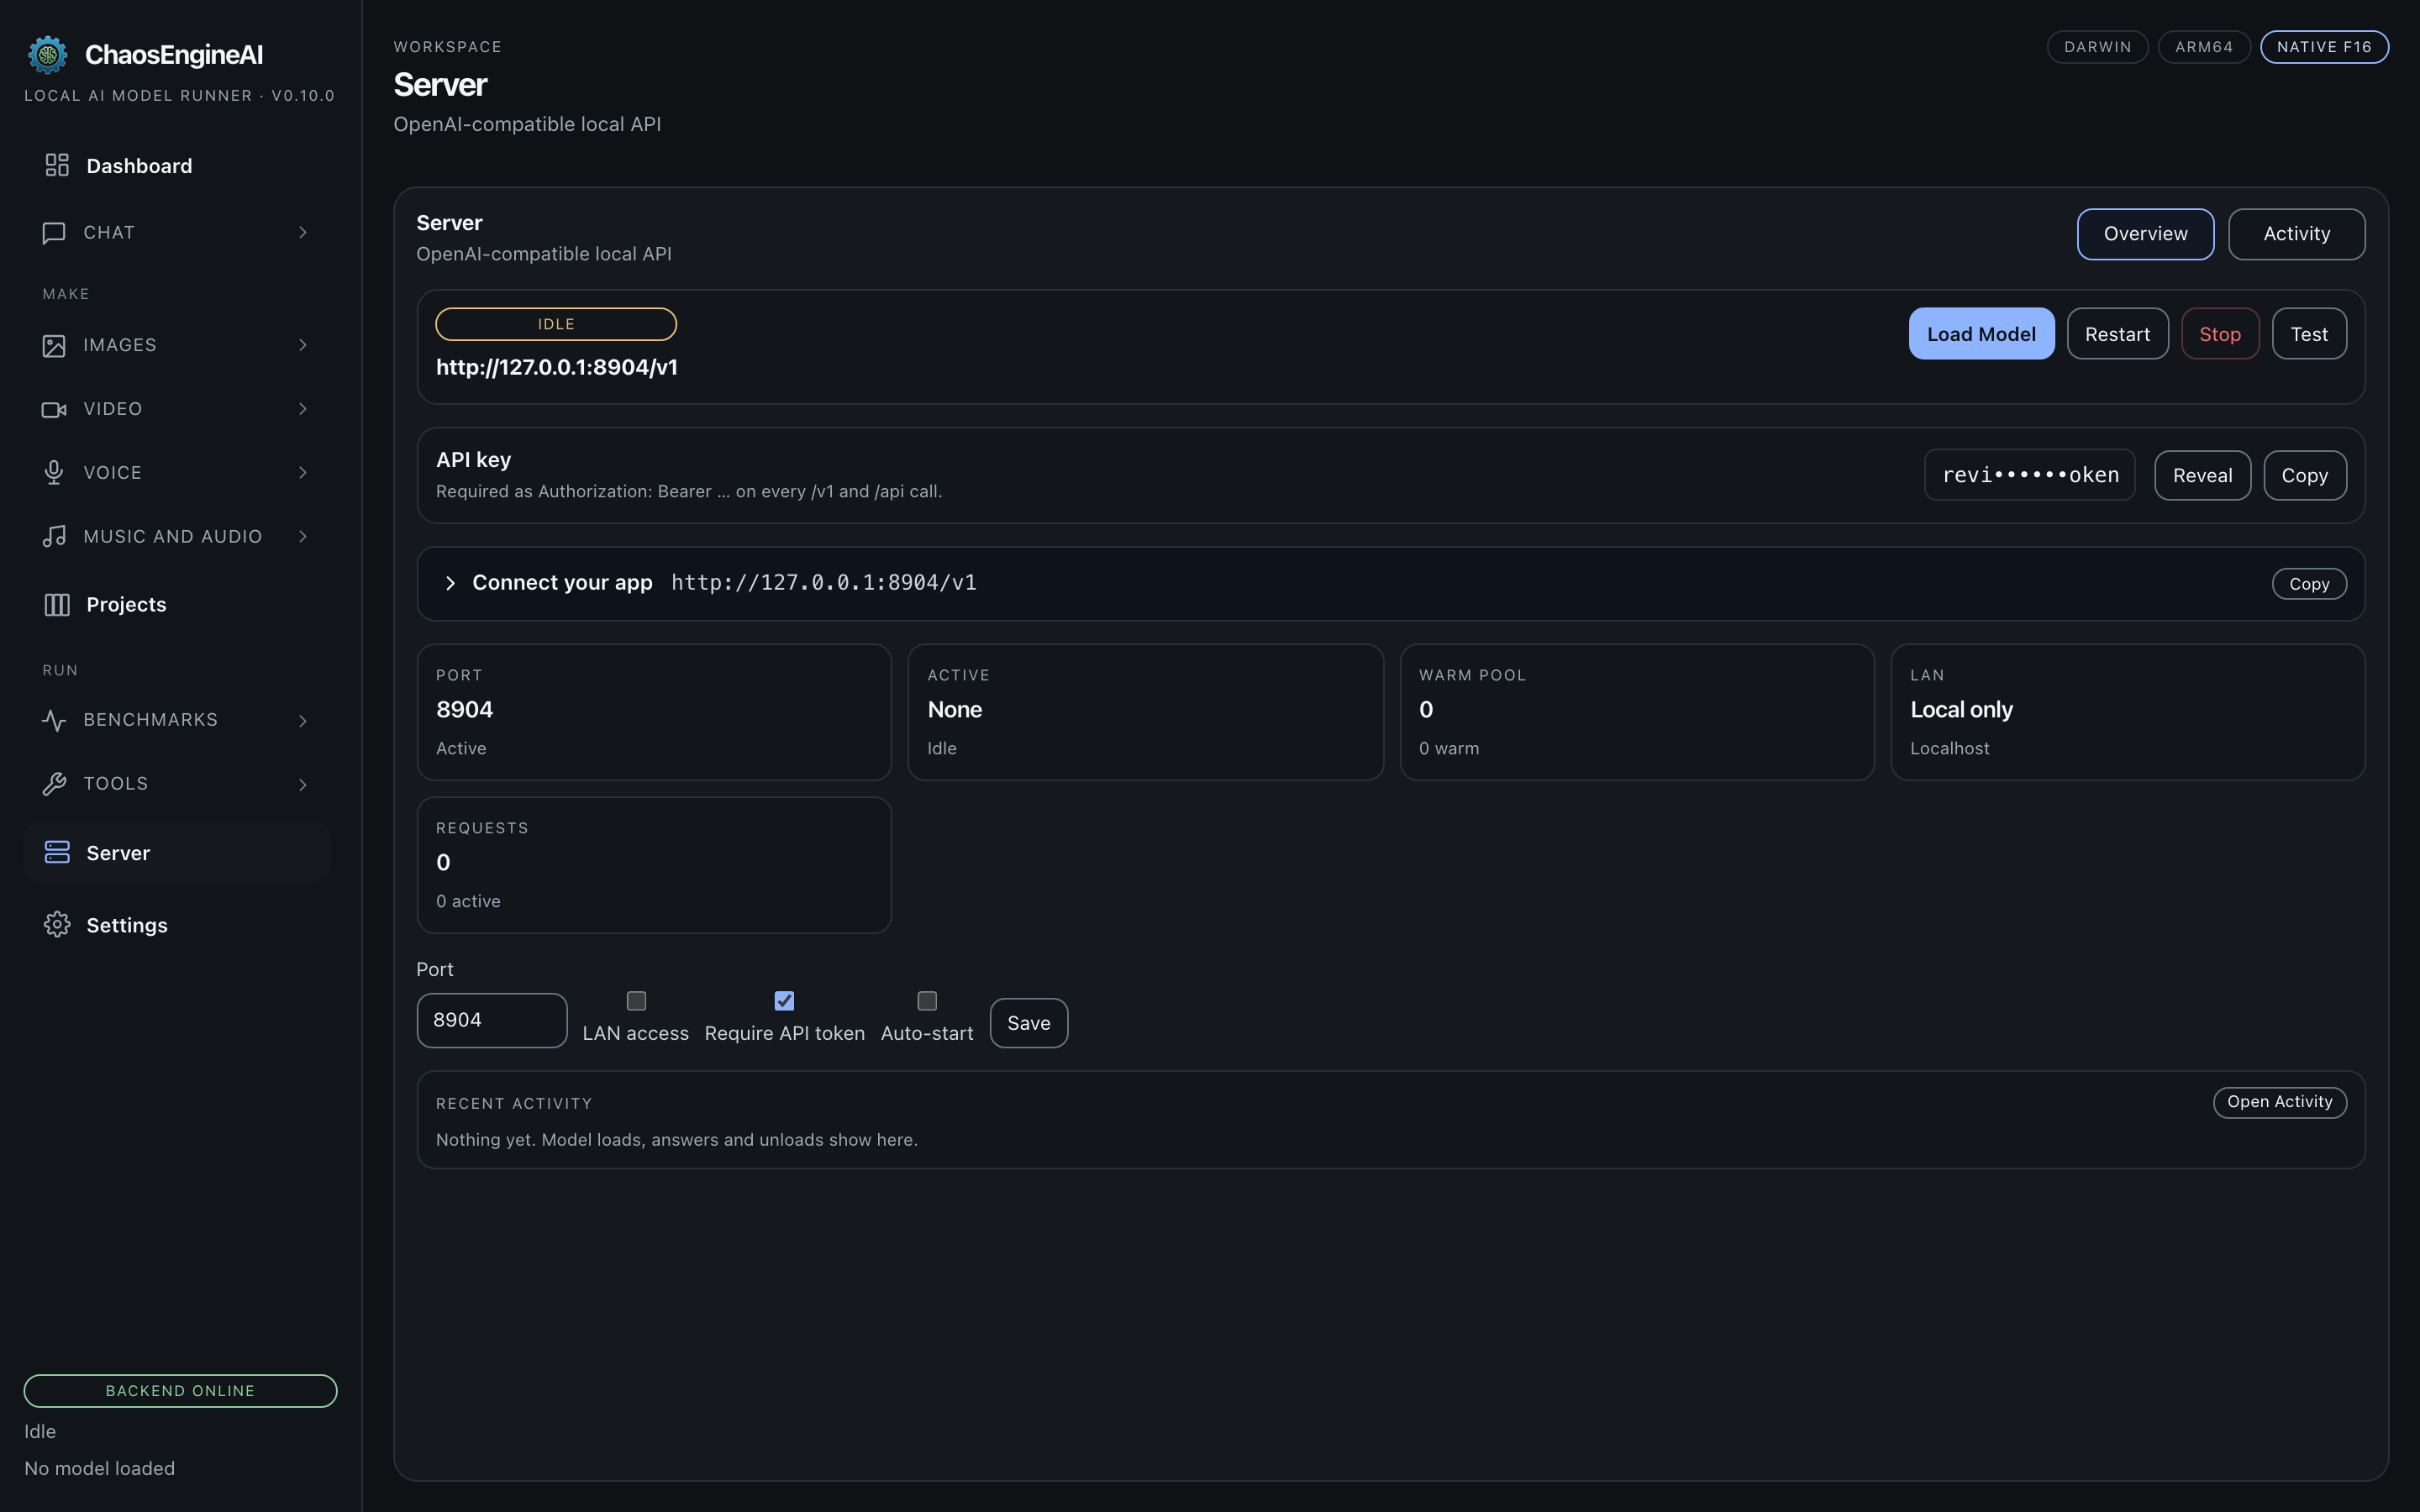 ChaosEngineAI
LOCAL AI MODEL RUNNER · V0.10.0
Dashboard
CHAT
MAKE
IMAGES
VIDEO
VOICE
MUSIC AND AUDIO
Projects
RUN
BENCHMARKS
TOOLS
Server
Settings
BACKEND ONLINE
Idle
No model loaded
WORKSPACE
Server
OpenAI-compatible local API
DARWIN ARM64 NATIVE F16
Server
OpenAI-compatible local API
Overview Activity
IDLE
http://127.0.0.1:8904/v1
Load Model Restart Stop Test
API key
Required as Authorization: Bearer ... on every /v1 and /api call.
revi••••••oken Reveal Copy
Connect your app http://127.0.0.1:8904/v1 Copy
PORT
8904
Active
ACTIVE
None
Idle
WARM POOL
0
0 warm
LAN
Local only
Localhost
REQUESTS
0
0 active
Port
8904
LAN access Require API token Auto-start Save
RECENT ACTIVITY Open Activity
Nothing yet. Model loads, answers and unloads show here.